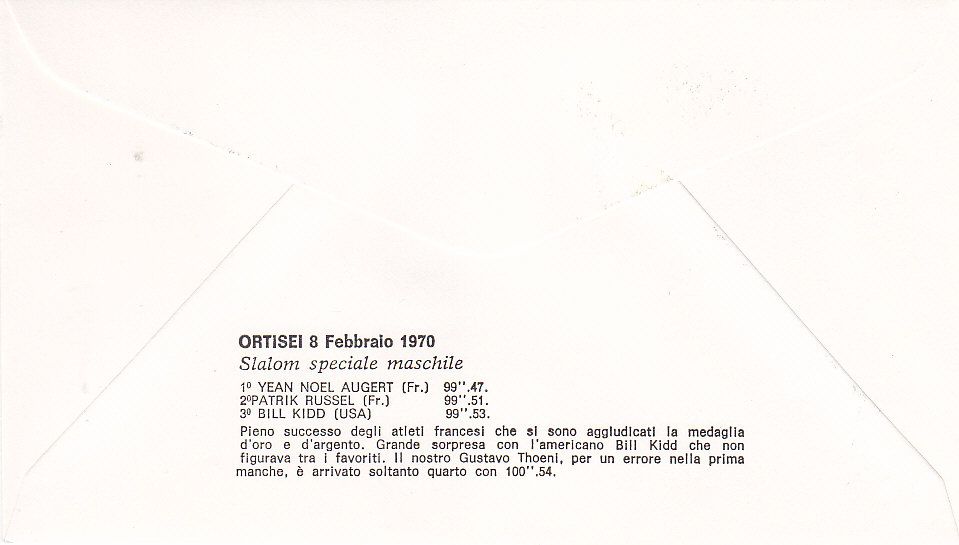 ORTISEI 8 Febbraio 1970
Slalom speciale maschile
1º YEAN NOEL AUGERT (Fr.) 99''.47.
2ºPATRIK RUSSEL (Fr.) 99''.51.
3º BILL KIDD (USA) 99''.53.
Pieno successo degli atleti francesi che si sono aggiudicati la medaglia
d'oro e d'argento. Grande sorpresa con l'americano Bill Kidd che non
figurava tra i favoriti. Il nostro Gustavo Thoeni, per un errore nella prima
manche, è arrivato soltanto quarto con 100''.54.